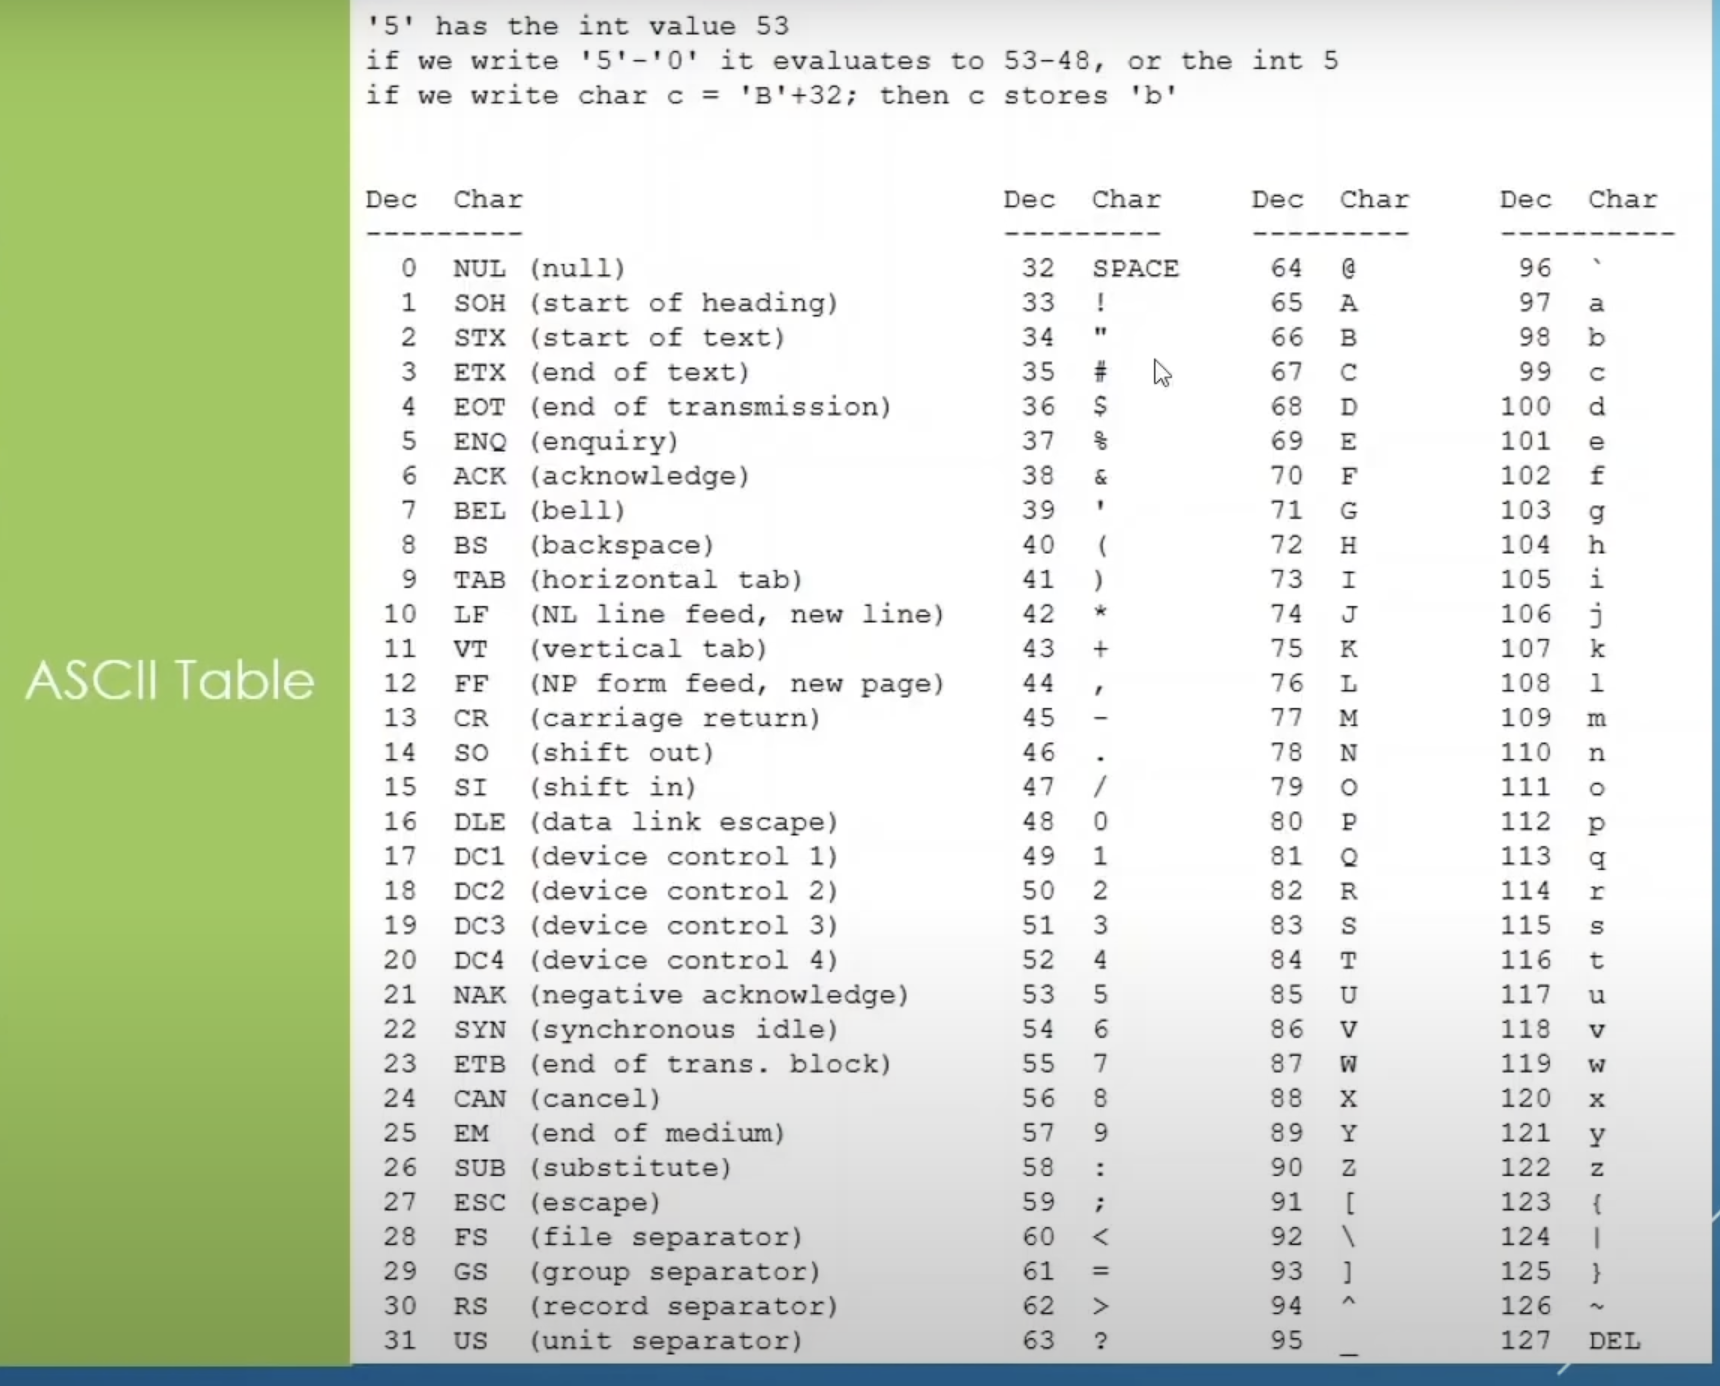 '5' has the int value 53
if we write '5'-'0' it evaluates to 53-48, or the int 5
if we write char c = 'B'+32; then c stores 'b'
ASCII Table
Dec Char Dec Char Dec Char Dec Char
--------- --------- --------- ----------
0 NUL (null) 32 SPACE 64 @ 96 `
1 SOH (start of heading) 33 ! 65 A 97 a
2 STX (start of text) 34 " 66 B 98 b
3 ETX (end of text) 35 # 67 C 99 c
4 EOT (end of transmission) 36 $ 68 D 100 d
5 ENQ (enquiry) 37 % 69 E 101 e
6 ACK (acknowledge) 38 & 70 F 102 f
7 BEL (bell) 39 ' 71 G 103 g
8 BS (backspace) 40 ( 72 H 104 h
9 TAB (horizontal tab) 41 ) 73 I 105 i
10 LF (NL line feed, new line) 42 * 74 J 106 j
11 VT (vertical tab) 43 + 75 K 107 k
12 FF (NP form feed, new page) 44 , 76 L 108 l
13 CR (carriage return) 45 - 77 M 109 m
14 SO (shift out) 46 . 78 N 110 n
15 SI (shift in) 47 / 79 O 111 o
16 DLE (data link escape) 48 0 80 P 112 p
17 DC1 (device control 1) 49 1 81 Q 113 q
18 DC2 (device control 2) 50 2 82 R 114 r
19 DC3 (device control 3) 51 3 83 S 115 s
20 DC4 (device control 4) 52 4 84 T 116 t
21 NAK (negative acknowledge) 53 5 85 U 117 u
22 SYN (synchronous idle) 54 6 86 V 118 v
23 ETB (end of trans. block) 55 7 87 W 119 w
24 CAN (cancel) 56 8 88 X 120 x
25 EM (end of medium) 57 9 89 Y 121 y
26 SUB (substitute) 58 : 90 Z 122 z
27 ESC (escape) 59 ; 91 [ 123 {
28 FS (file separator) 60 < 92 \ 124 |
29 GS (group separator) 61 = 93 ] 125 }
30 RS (record separator) 62 > 94 ^ 126 ~
31 US (unit separator) 63 ? 95 _ 127 DEL